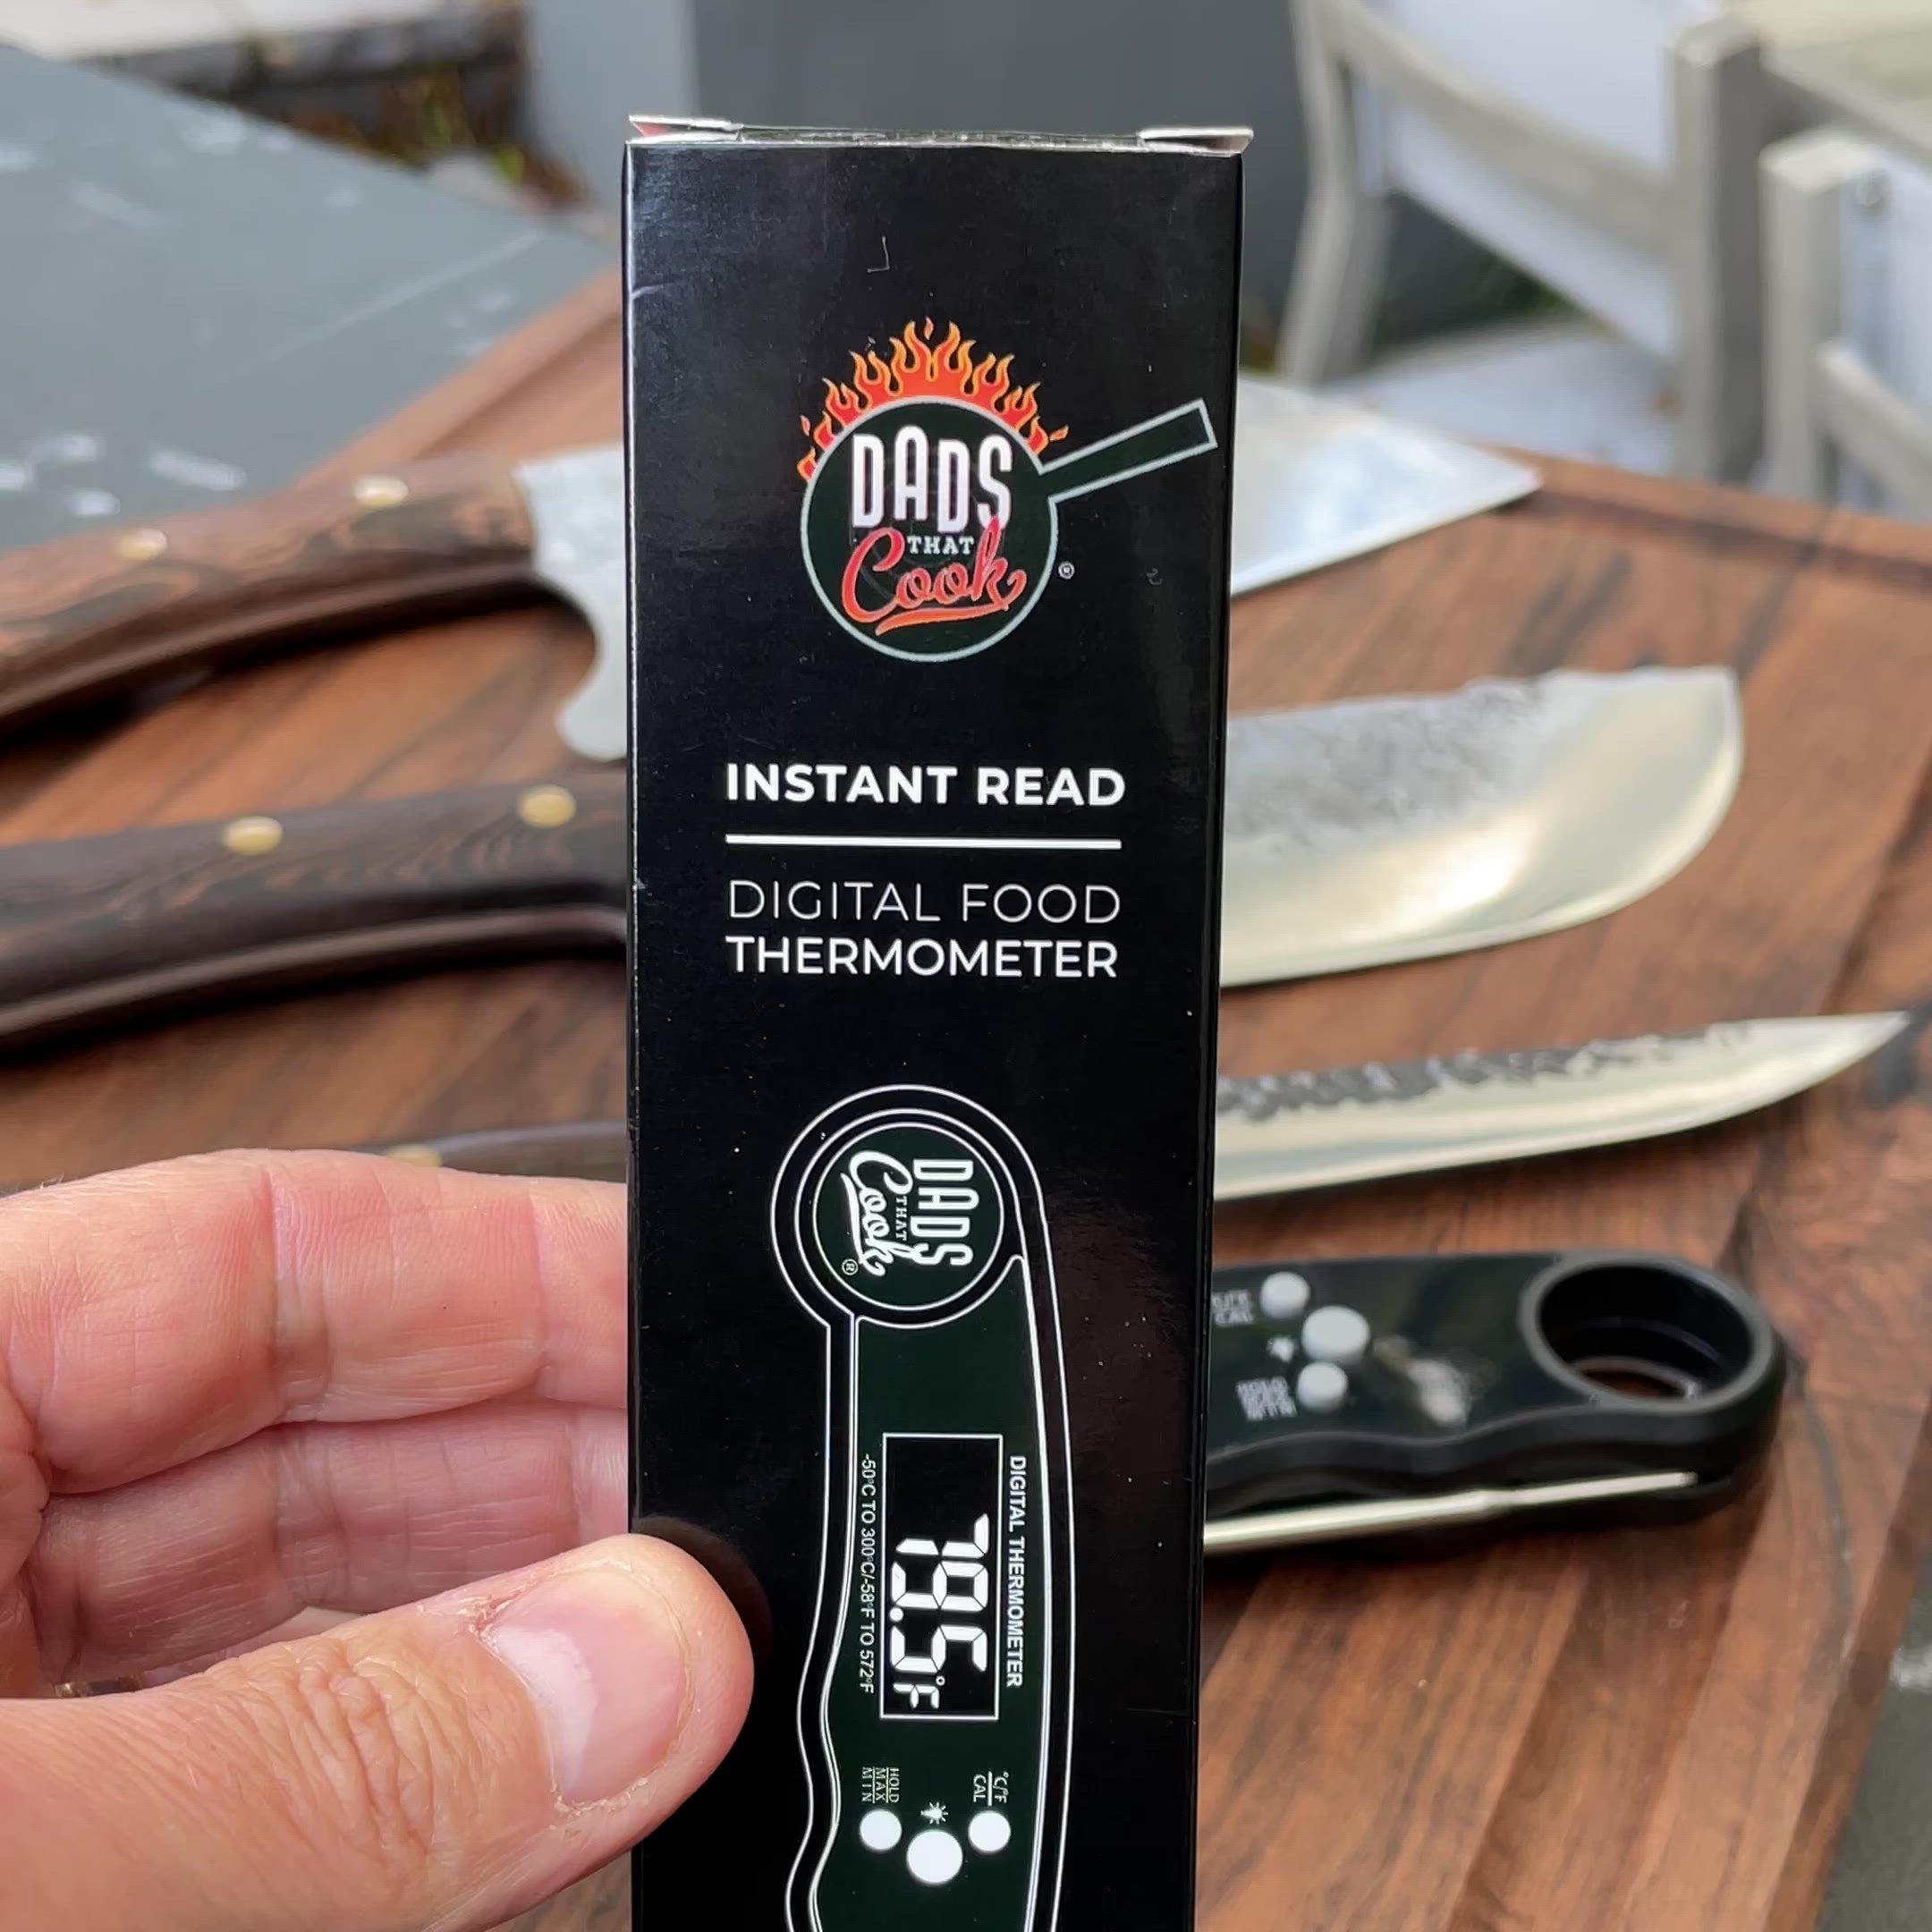 DADS
THAT
Cook
®
INSTANT READ
DIGITAL FOOD
THERMOMETER
DADS
THAT
Cook
®
DIGITAL THERMOMETER
79.5°F
-50°C TO 300°C/-58°F TO 572°F
°C/°F
CAL
HOLD
MAX
MIN
CAL